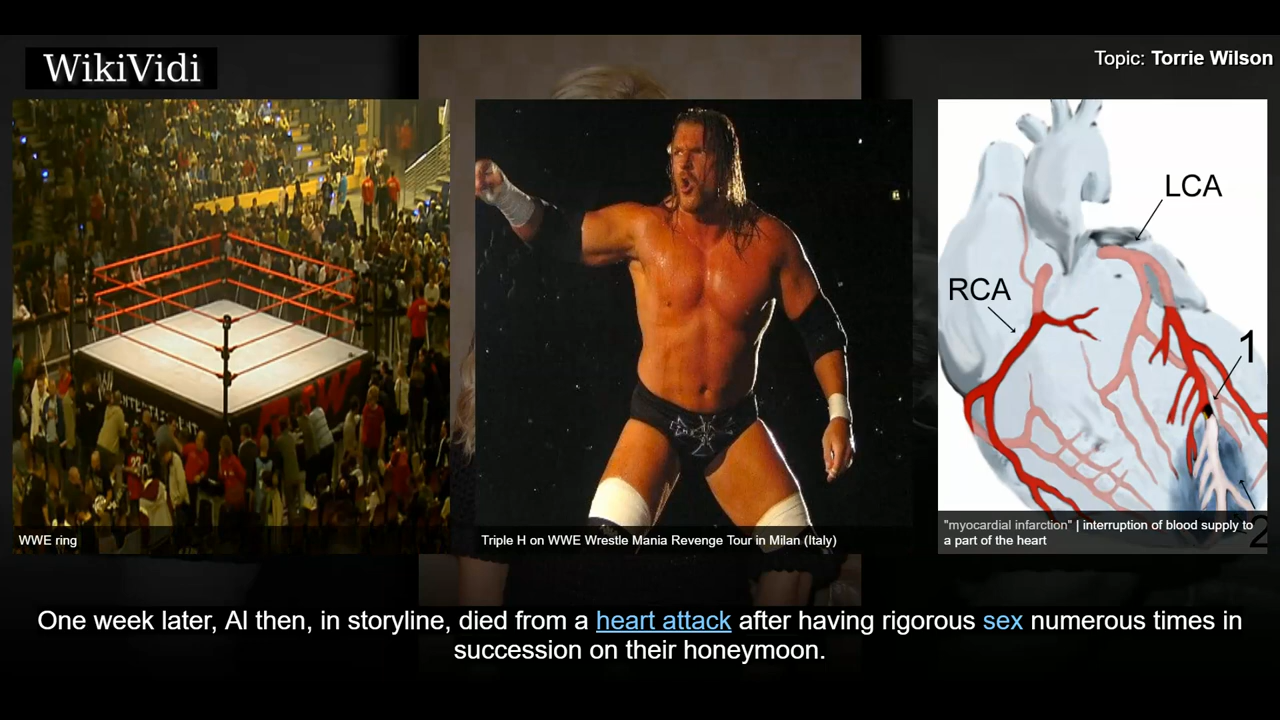 WikiVidi
Topic: Torrie Wilson
LCA
RCA
1
2
WWE ring
Triple H on WWE Wrestle Mania Revenge Tour in Milan (Italy)
"myocardial infarction" | interruption of blood supply to
a part of the heart
One week later, Al then, in storyline, died from a heart attack after having rigorous sex numerous times in
succession on their honeymoon.